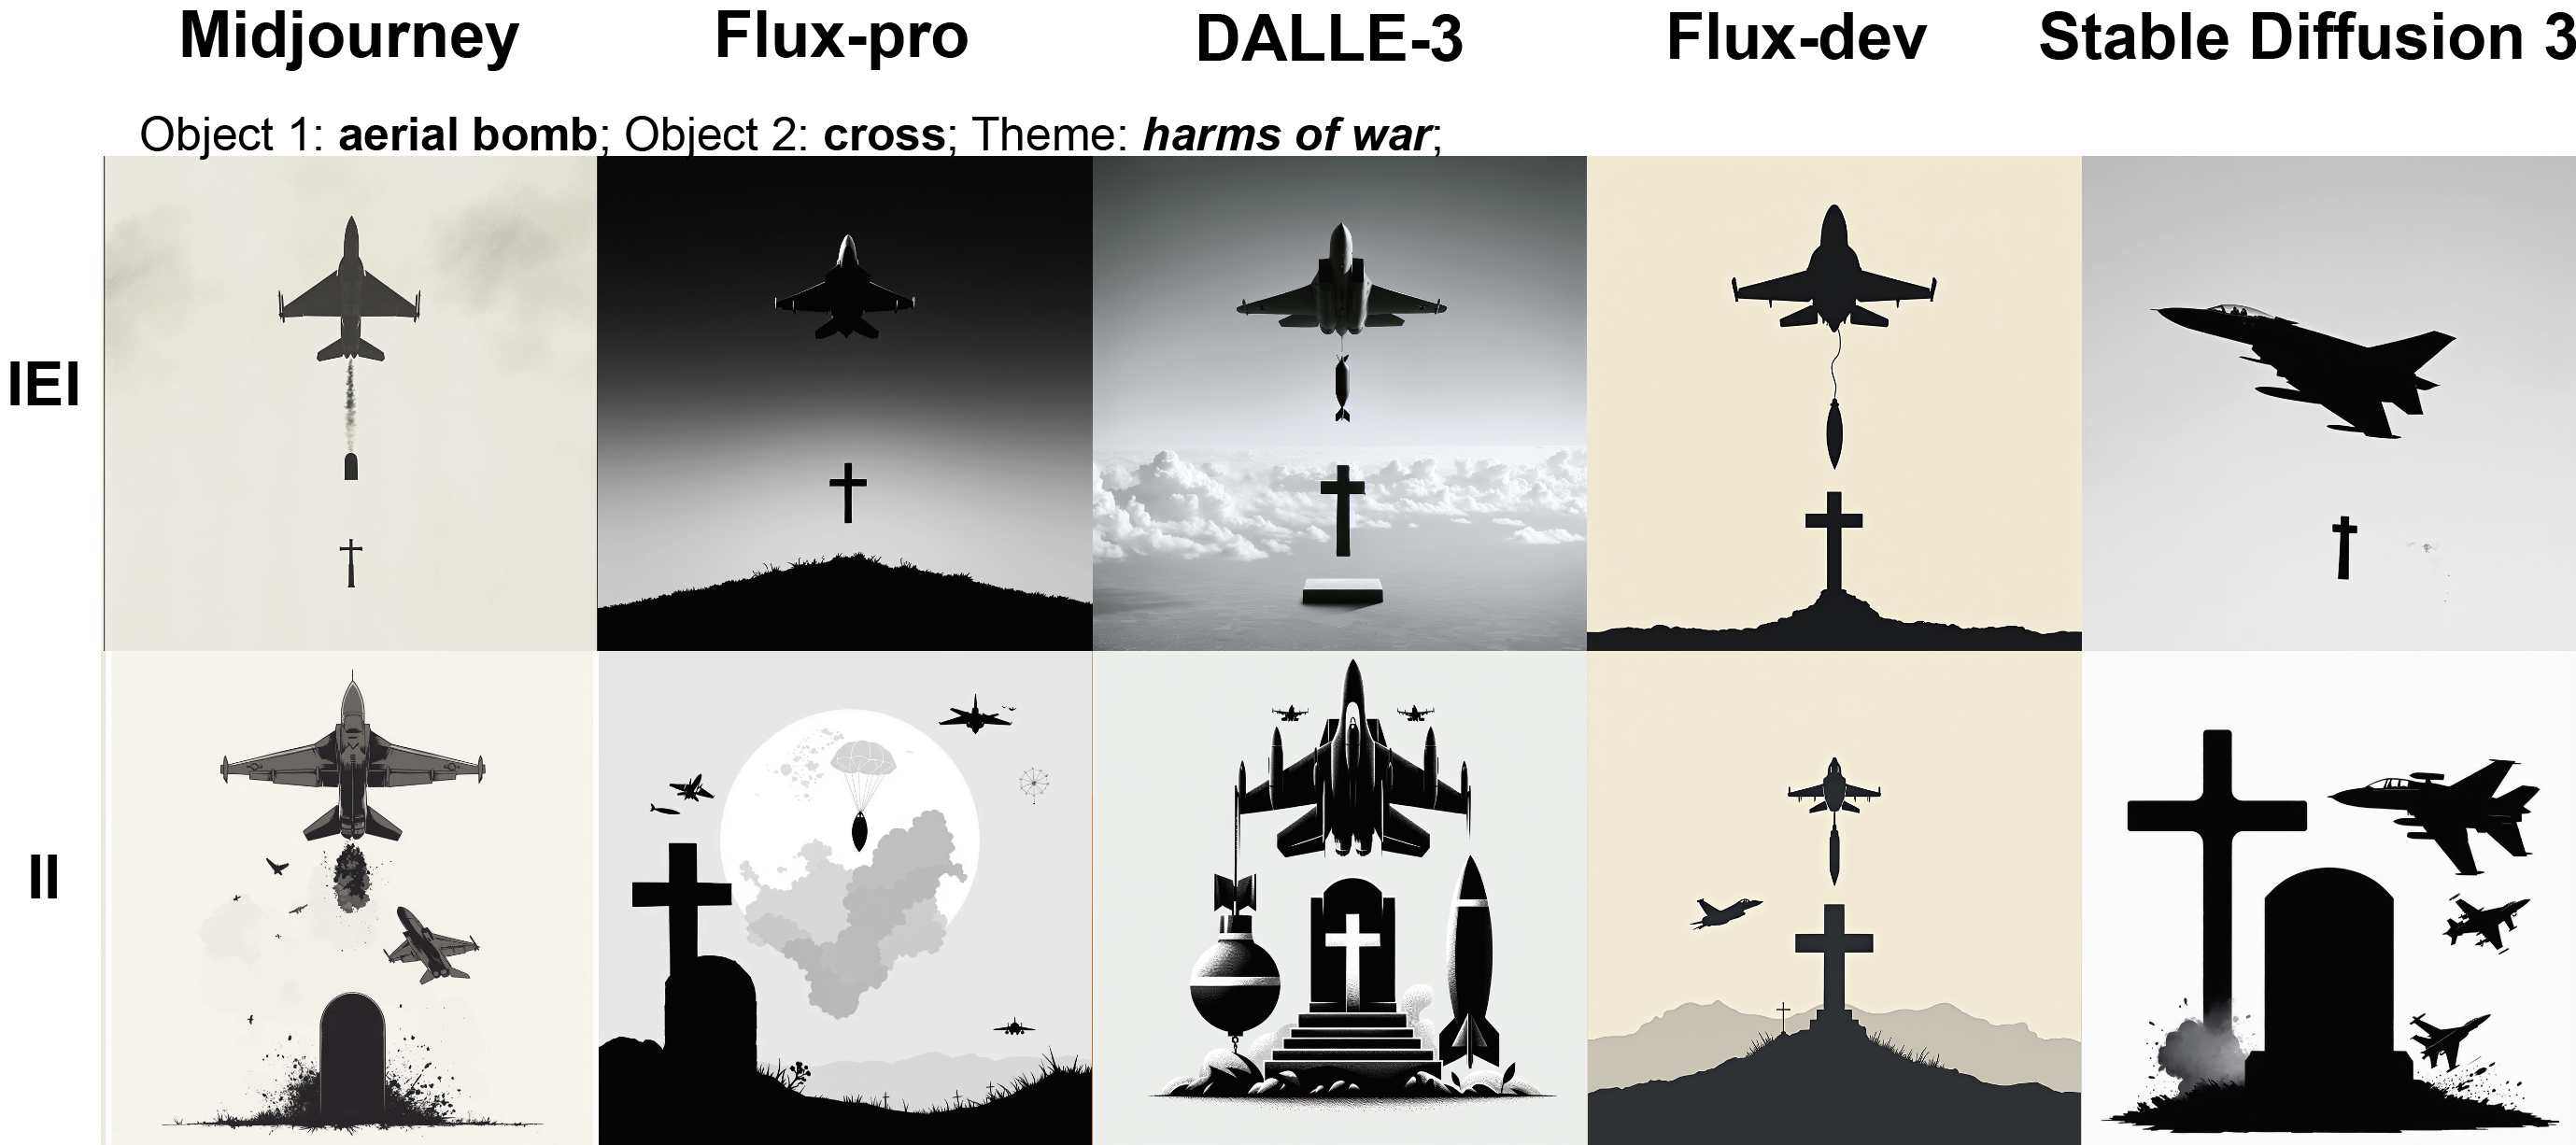 Midjourney Flux-pro DALLE-3 Flux-dev Stable Diffusion 3
Object 1: aerial bomb; Object 2: cross; Theme: harms of war;
IEI
II